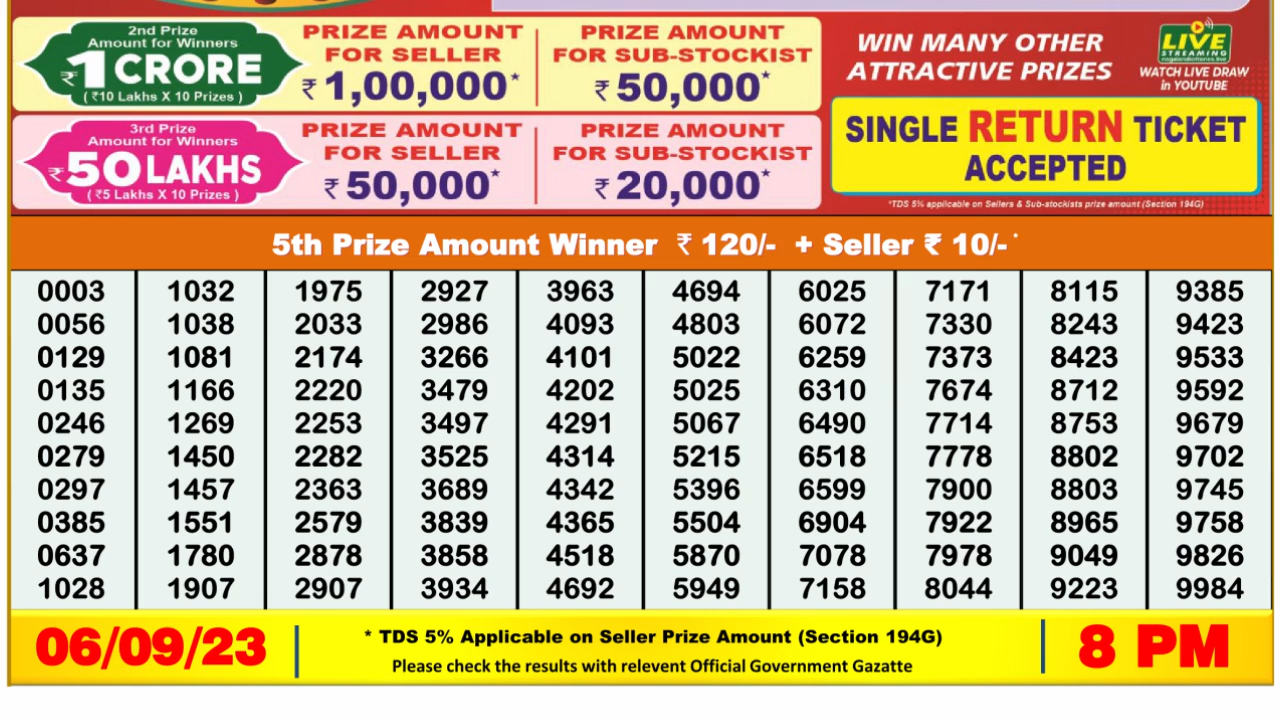 2nd Prize
Amount for Winners
₹1 CRORE
( ₹10 Lakhs X 10 Prizes )
PRIZE AMOUNT
FOR SELLER
₹ 1,00,000*
PRIZE AMOUNT
FOR SUB-STOCKIST
₹ 50,000*
WIN MANY OTHER
ATTRACTIVE PRIZES
LIVE
STREAMING
nagalandlotteries.live
WATCH LIVE DRAW
in YOUTUBE
3rd Prize
Amount for Winners
₹50 LAKHS
( ₹5 Lakhs X 10 Prizes )
PRIZE AMOUNT
FOR SELLER
₹ 50,000*
PRIZE AMOUNT
FOR SUB-STOCKIST
₹ 20,000*
SINGLE RETURN TICKET
ACCEPTED
*TDS 5% applicable on Sellers & Sub-stockists prize amount (Section 194G)
5th Prize Amount Winner ₹ 120/- + Seller ₹ 10/- *
0003 1032 1975 2927 3963 4694 6025 7171 8115 9385
0056 1038 2033 2986 4093 4803 6072 7330 8243 9423
0129 1081 2174 3266 4101 5022 6259 7373 8423 9533
0135 1166 2220 3479 4202 5025 6310 7674 8712 9592
0246 1269 2253 3497 4291 5067 6490 7714 8753 9679
0279 1450 2282 3525 4314 5215 6518 7778 8802 9702
0297 1457 2363 3689 4342 5396 6599 7900 8803 9745
0385 1551 2579 3839 4365 5504 6904 7922 8965 9758
0637 1780 2878 3858 4518 5870 7078 7978 9049 9826
1028 1907 2907 3934 4692 5949 7158 8044 9223 9984
06/09/23
* TDS 5% Applicable on Seller Prize Amount (Section 194G)
Please check the results with relevent Official Government Gazatte
8 PM